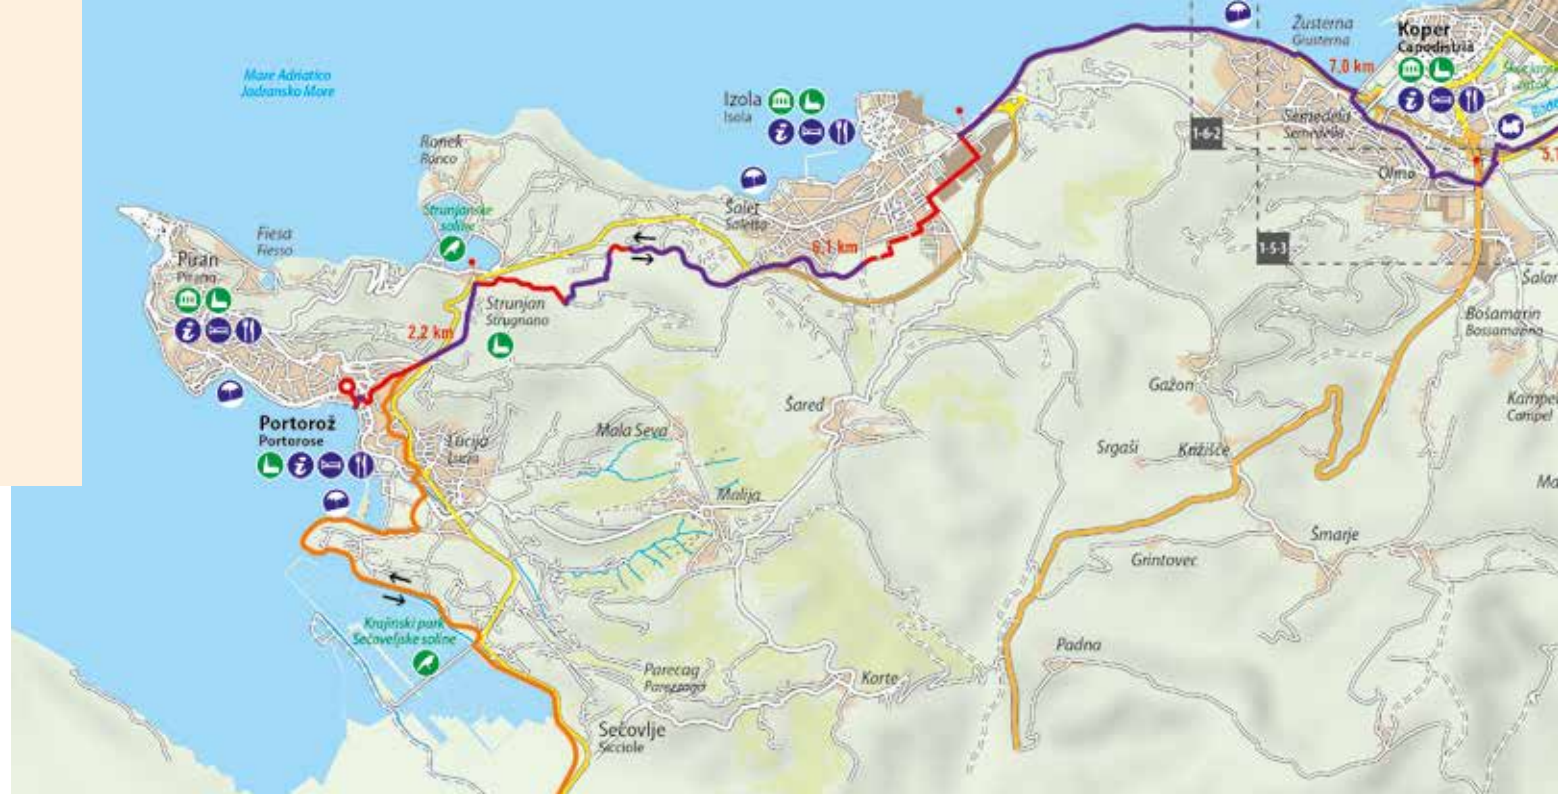 Mare Adriatico
Jadransko More
Žusterna
Giusterna
Koper
Capodistria
7,0 km
Izola
Isola
Semedela
Semedella
1-6-2
Ronek
Ronco
Olmo
Strunjanske
soline
Šalet
Saletto
Fiesa
Fiesso
6,1 km
1-5-3
Piran
Pirano
Strunjan
Strugnano
Bošamarin
Bossamarino
2,2 km
Gažon
Šared
Portorož
Portorose
Lucija
Lucia
Mala Seva
Srgaši
Križišče
Malija
Šmarje
Grintovec
Krajinski park
Sečoveljske soline
Padna
Parecag
Parezzago
Korte
Sečovlje
Sicciole